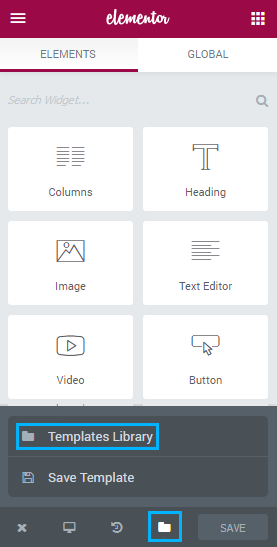 elementor
ELEMENTS GLOBAL
Search Widget...
Columns Heading
Image Text Editor
Video Button
Templates Library
Save Template
SAVE